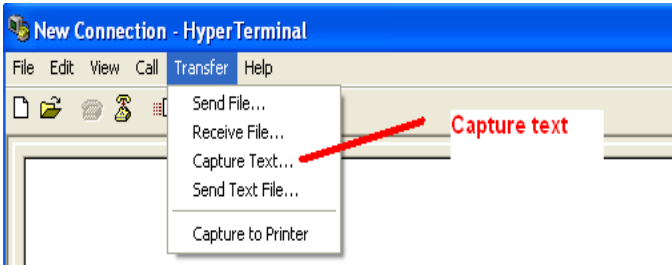 New Connection - HyperTerminal
File Edit View Call Transfer Help
Send File...
Receive File...
Capture Text...
Send Text File...
Capture to Printer
Capture text